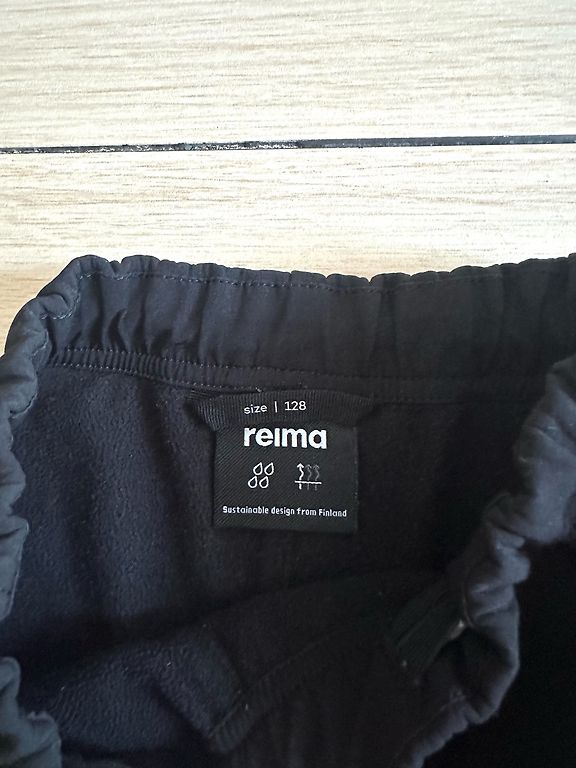 size | 128
reima
Sustainable design from Finland